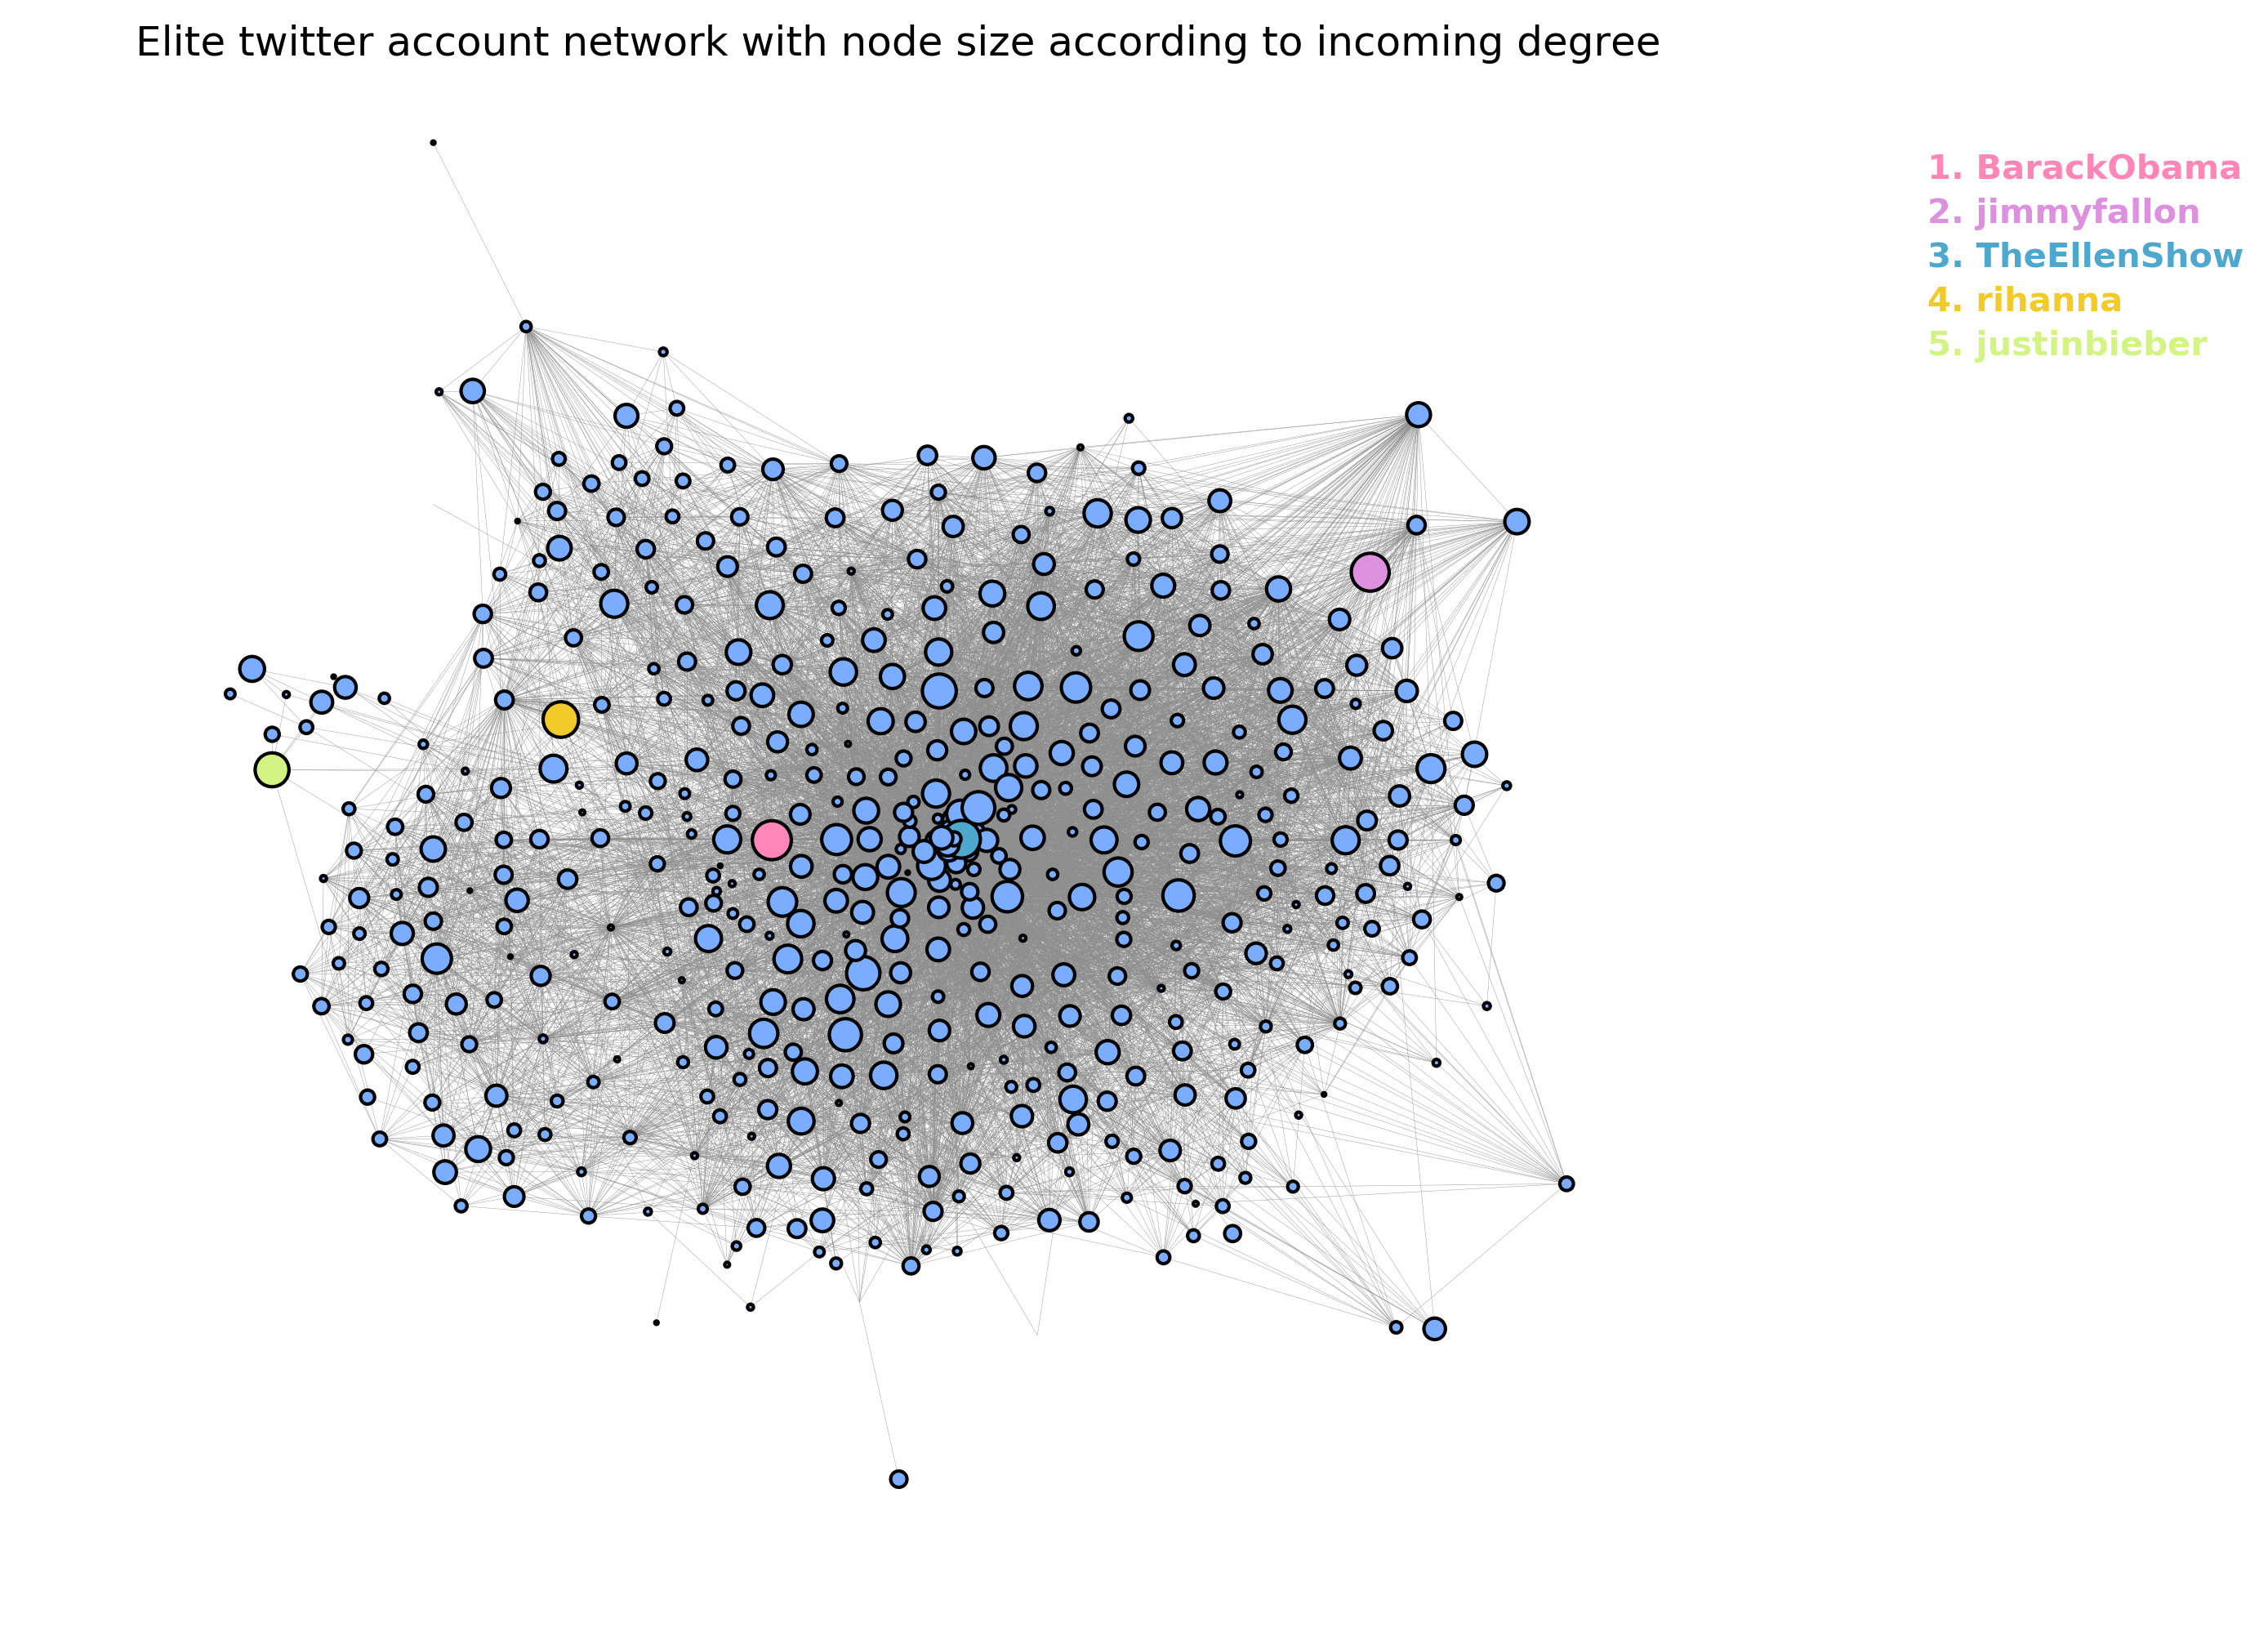 Elite twitter account network with node size according to incoming degree
1. BarackObama
2. jimmyfallon
3. TheEllenShow
4. rihanna
5. justinbieber